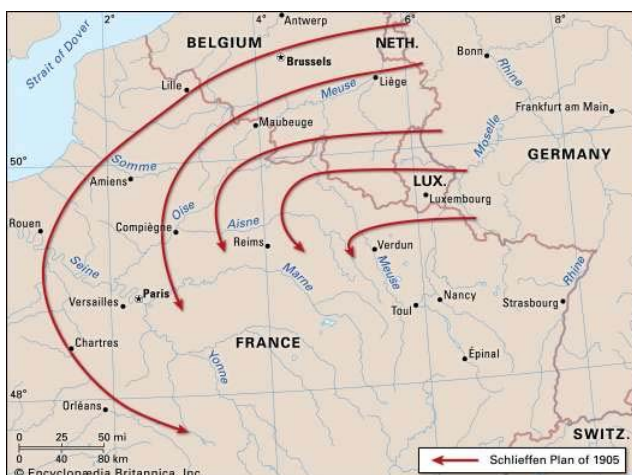 2°
4°
6°
8°
Antwerp
Strait of Dover
BELGIUM
NETH.
Brussels
Bonn
Rhine
Lille
Meuse
Liège
Frankfurt am Main
Maubeuge
Moselle
50°
Somme
GERMANY
Amiens
LUX.
Oise
Luxembourg
Rouen
Compiègne
Aisne
Reims
Verdun
Seine
Marne
Meuse
Rhine
Paris
Versailles
Nancy
Toul
Strasbourg
Chartres
FRANCE
Yonne
Épinal
48°
Orléans
SWITZ.
0 25 50 mi
0 40 80 km
Schlieffen Plan of 1905
© Encyclopædia Britannica, Inc.